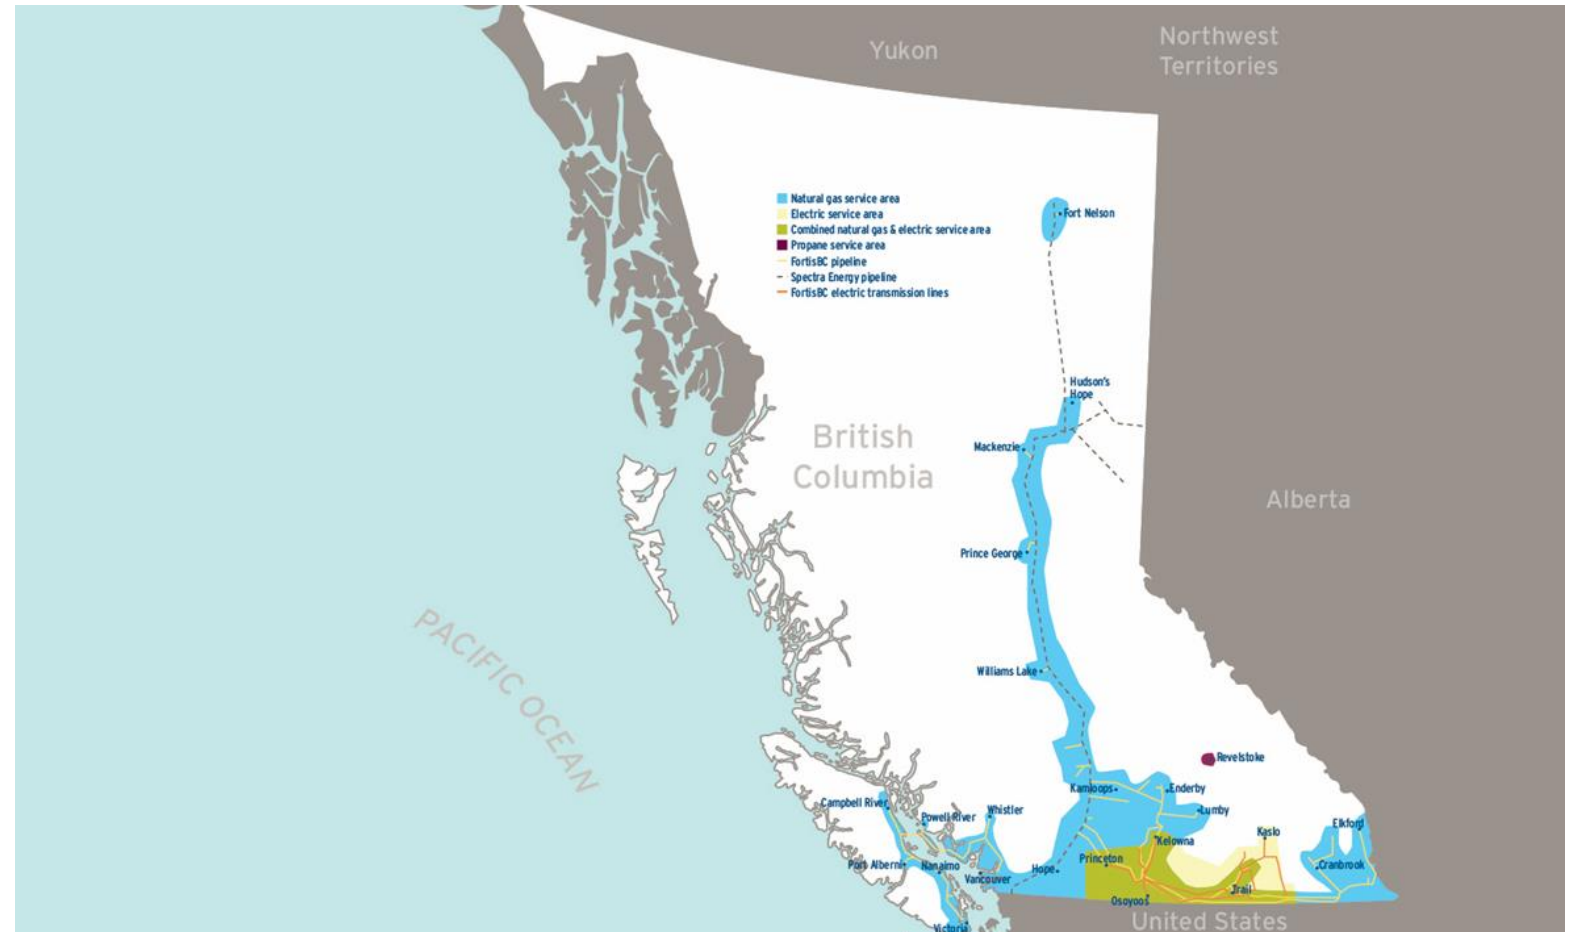 Yukon
Northwest
Territories
Natural gas service area
Electric service area
Combined natural gas & electric service area
Propane service area
FortisBC pipeline
Spectra Energy pipeline
FortisBC electric transmission lines
Fort Nelson
Hudson's
Hope
British
Columbia
Mackenzie
Alberta
Prince George
PACIFIC OCEAN
Williams Lake
Revelstoke
Kamloops
Enderby
Campbell River
Powell River
Whistler
Lumby
Elkford
Kaslo
Kelowna
Princeton
Port Alberni
Nanaimo
Vancouver
Hope
Cranbrook
Trail
Osoyoos
United States
Victoria